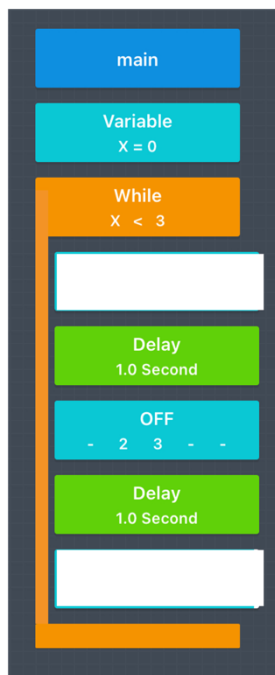 main
Variable
X = 0
While
X < 3
Delay
1.0 Second
OFF
- 2 3 - -
Delay
1.0 Second